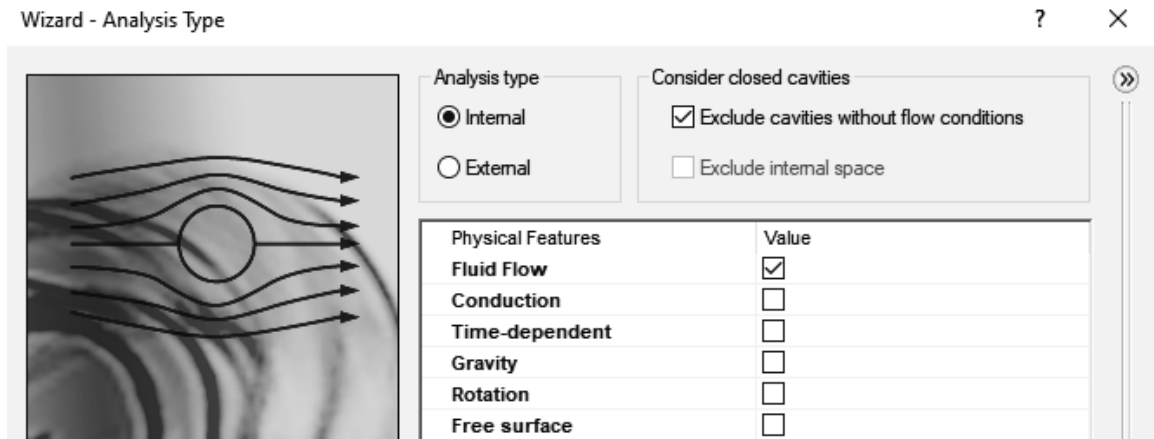 Wizard - Analysis Type ? ×
Analysis type
Internal
External
Consider closed cavities
Exclude cavities without flow conditions
Exclude internal space
Physical Features Value
Fluid Flow
Conduction
Time-dependent
Gravity
Rotation
Free surface